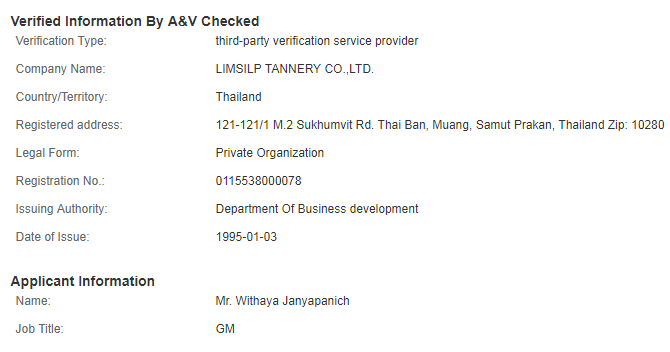 Verified Information By A&V Checked
Verification Type: third-party verification service provider
Company Name: LIMSILP TANNERY CO.,LTD.
Country/Territory: Thailand
Registered address: 121-121/1 M.2 Sukhumvit Rd. Thai Ban, Muang, Samut Prakan, Thailand Zip: 10280
Legal Form: Private Organization
Registration No.: 0115538000078
Issuing Authority: Department Of Business development
Date of Issue: 1995-01-03
Applicant Information
Name: Mr. Withaya Janyapanich
Job Title: GM